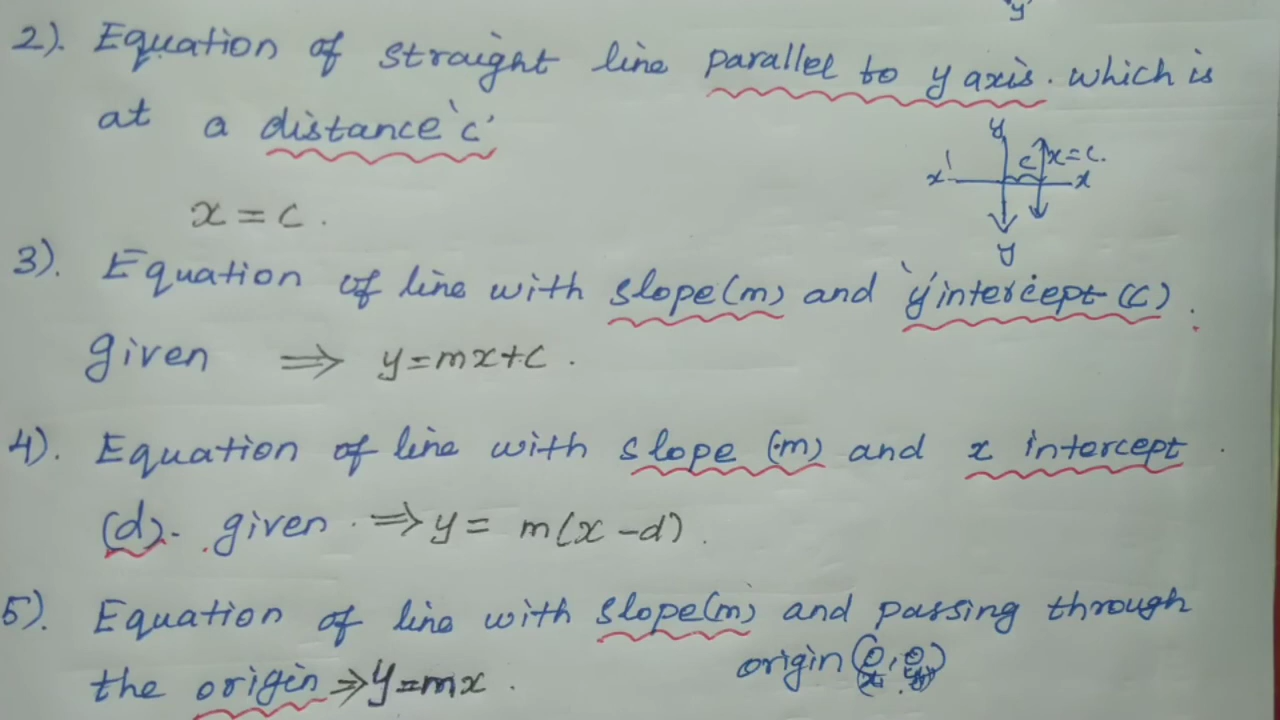 y'
2). Equation of straight line parallel to y axis. which is
at a distance 'c'
y
x' c x=c. x
y
x = c.
3). Equation of line with slope(m) and 'y' intercept (c).
given ⇒ y=mx+c.
4). Equation of line with slope (m) and x intercept
(d). given. ⇒ y = m(x-d).
5). Equation of line with slope(m) and passing through
the origin ⇒ y=mx. origin (0,0)
x y